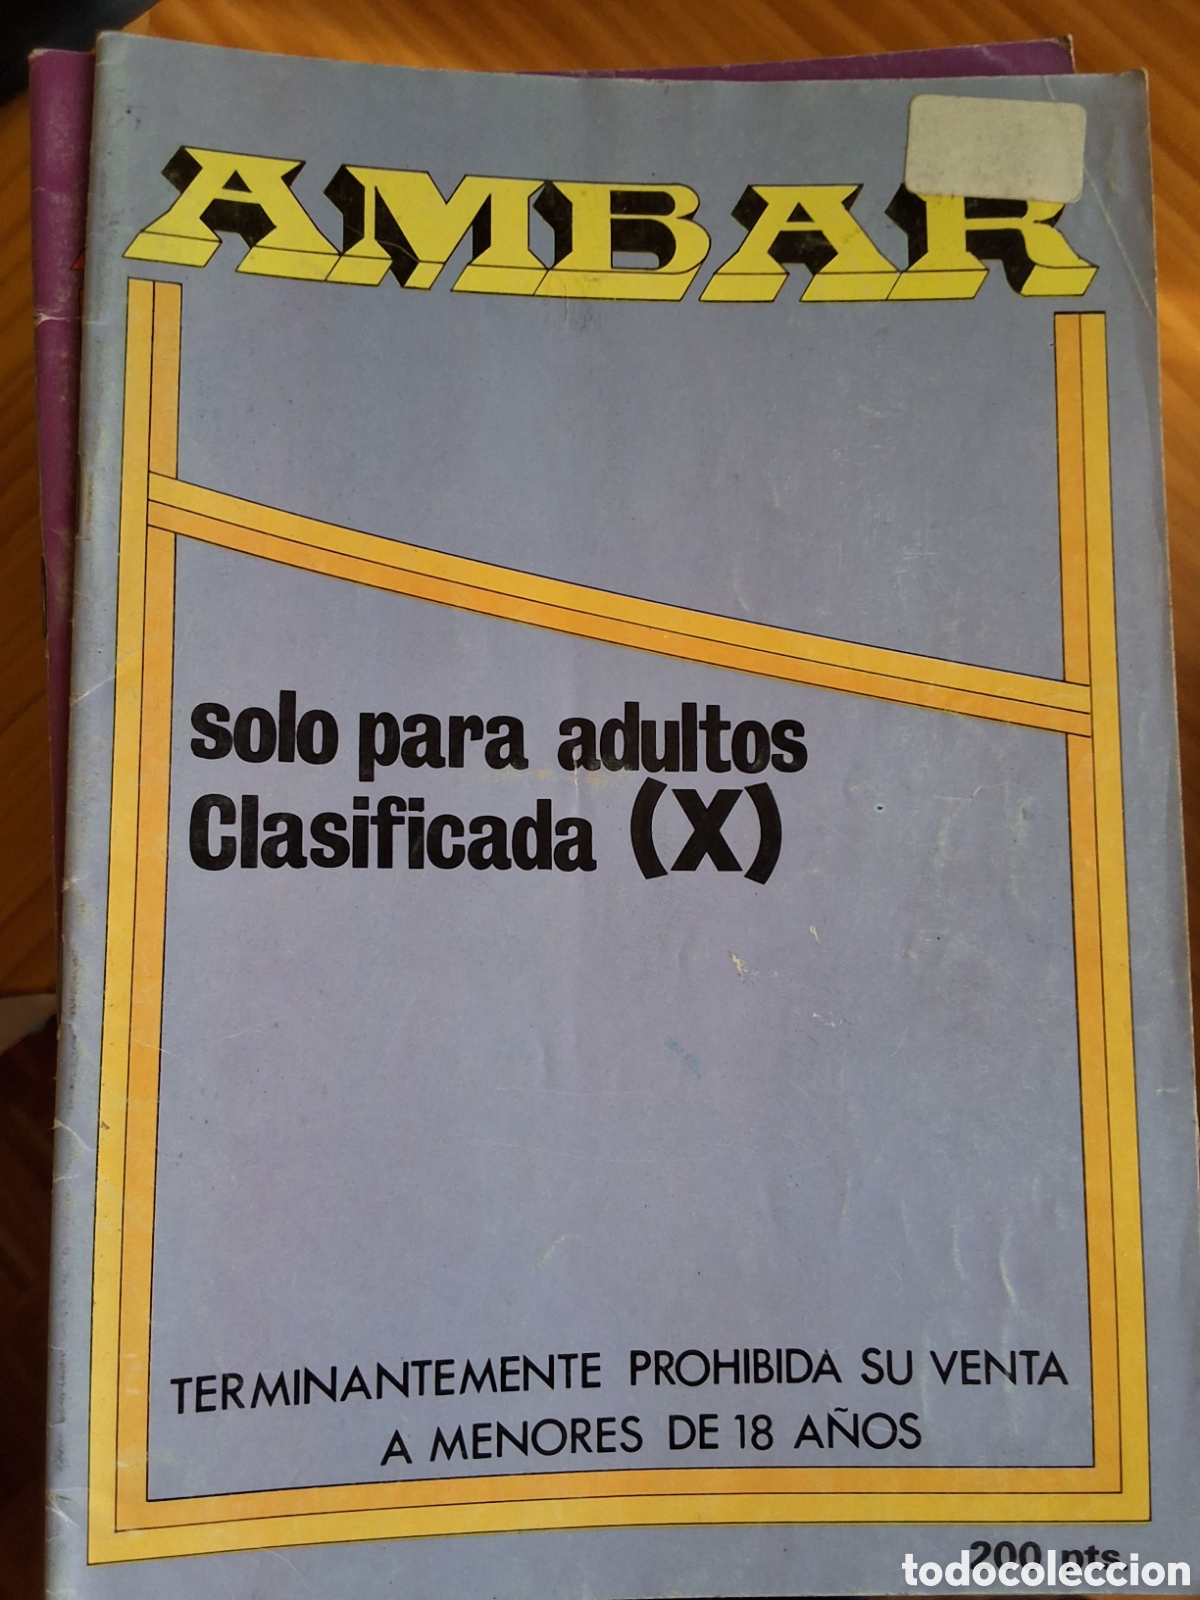 AMBAR
solo para adultos
Clasificada (X)
TERMINANTEMENTE PROHIBIDA SU VENTA
A MENORES DE 18 AÑOS
200 pts.
todocoleccion